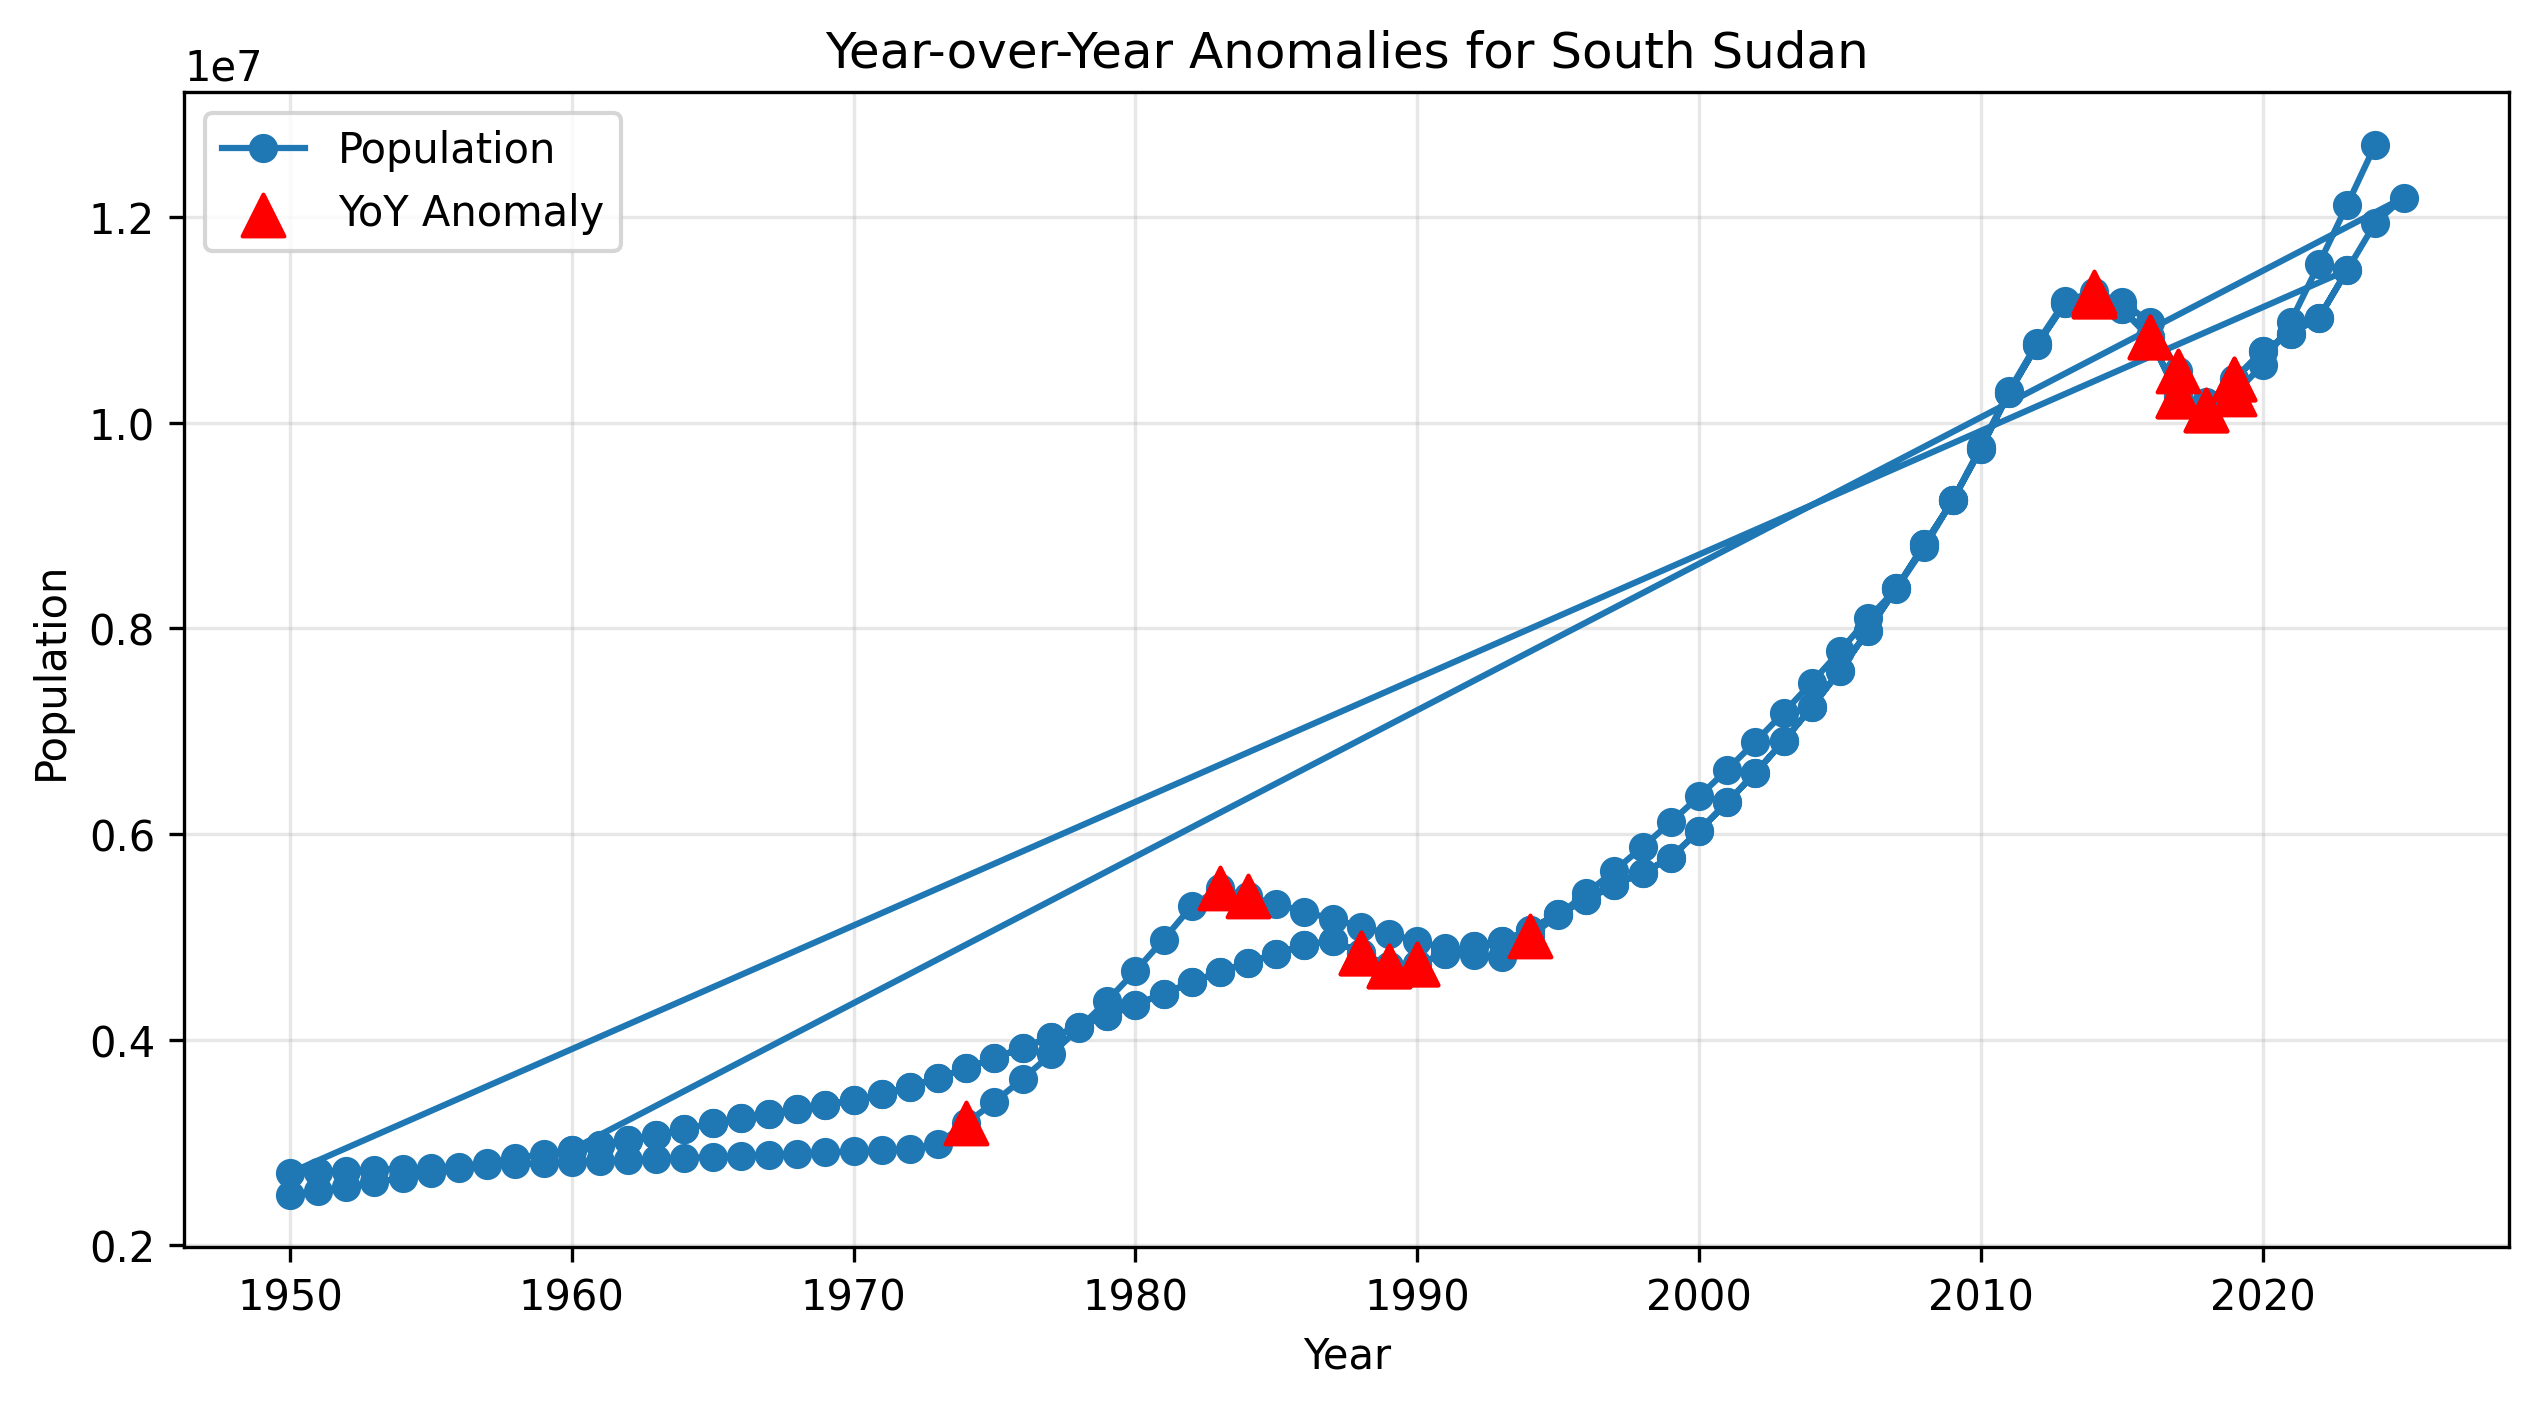 Year-over-Year Anomalies for South Sudan
1e7
Population
YoY Anomaly
1.2
1.0
0.8
0.6
0.4
0.2
Population
1950 1960 1970 1980 1990 2000 2010 2020
Year